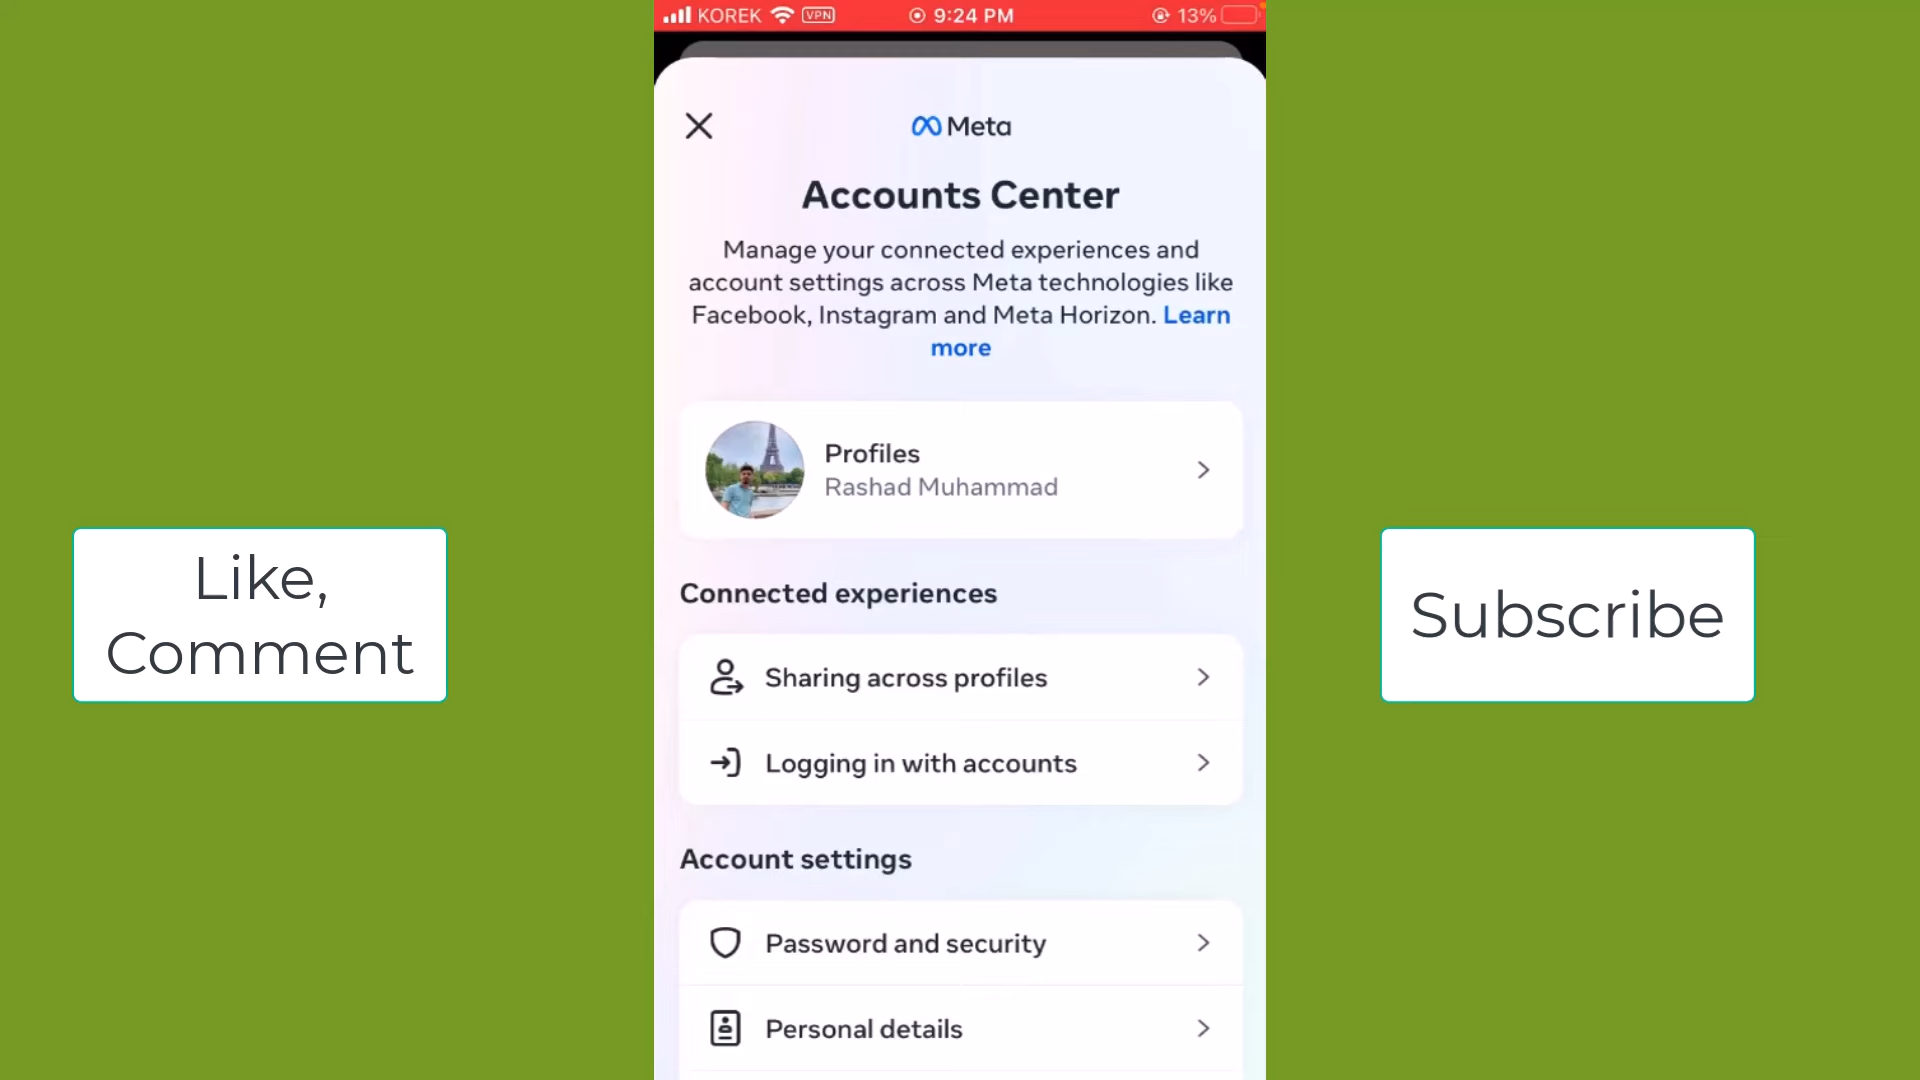 KOREK VPN 9:24 PM 13%
Meta
Accounts Center
Manage your connected experiences and
account settings across Meta technologies like
Facebook, Instagram and Meta Horizon. Learn
more
Profiles
Rashad Muhammad
Connected experiences
Sharing across profiles
Logging in with accounts
Account settings
Password and security
Personal details
Like,
Comment
Subscribe